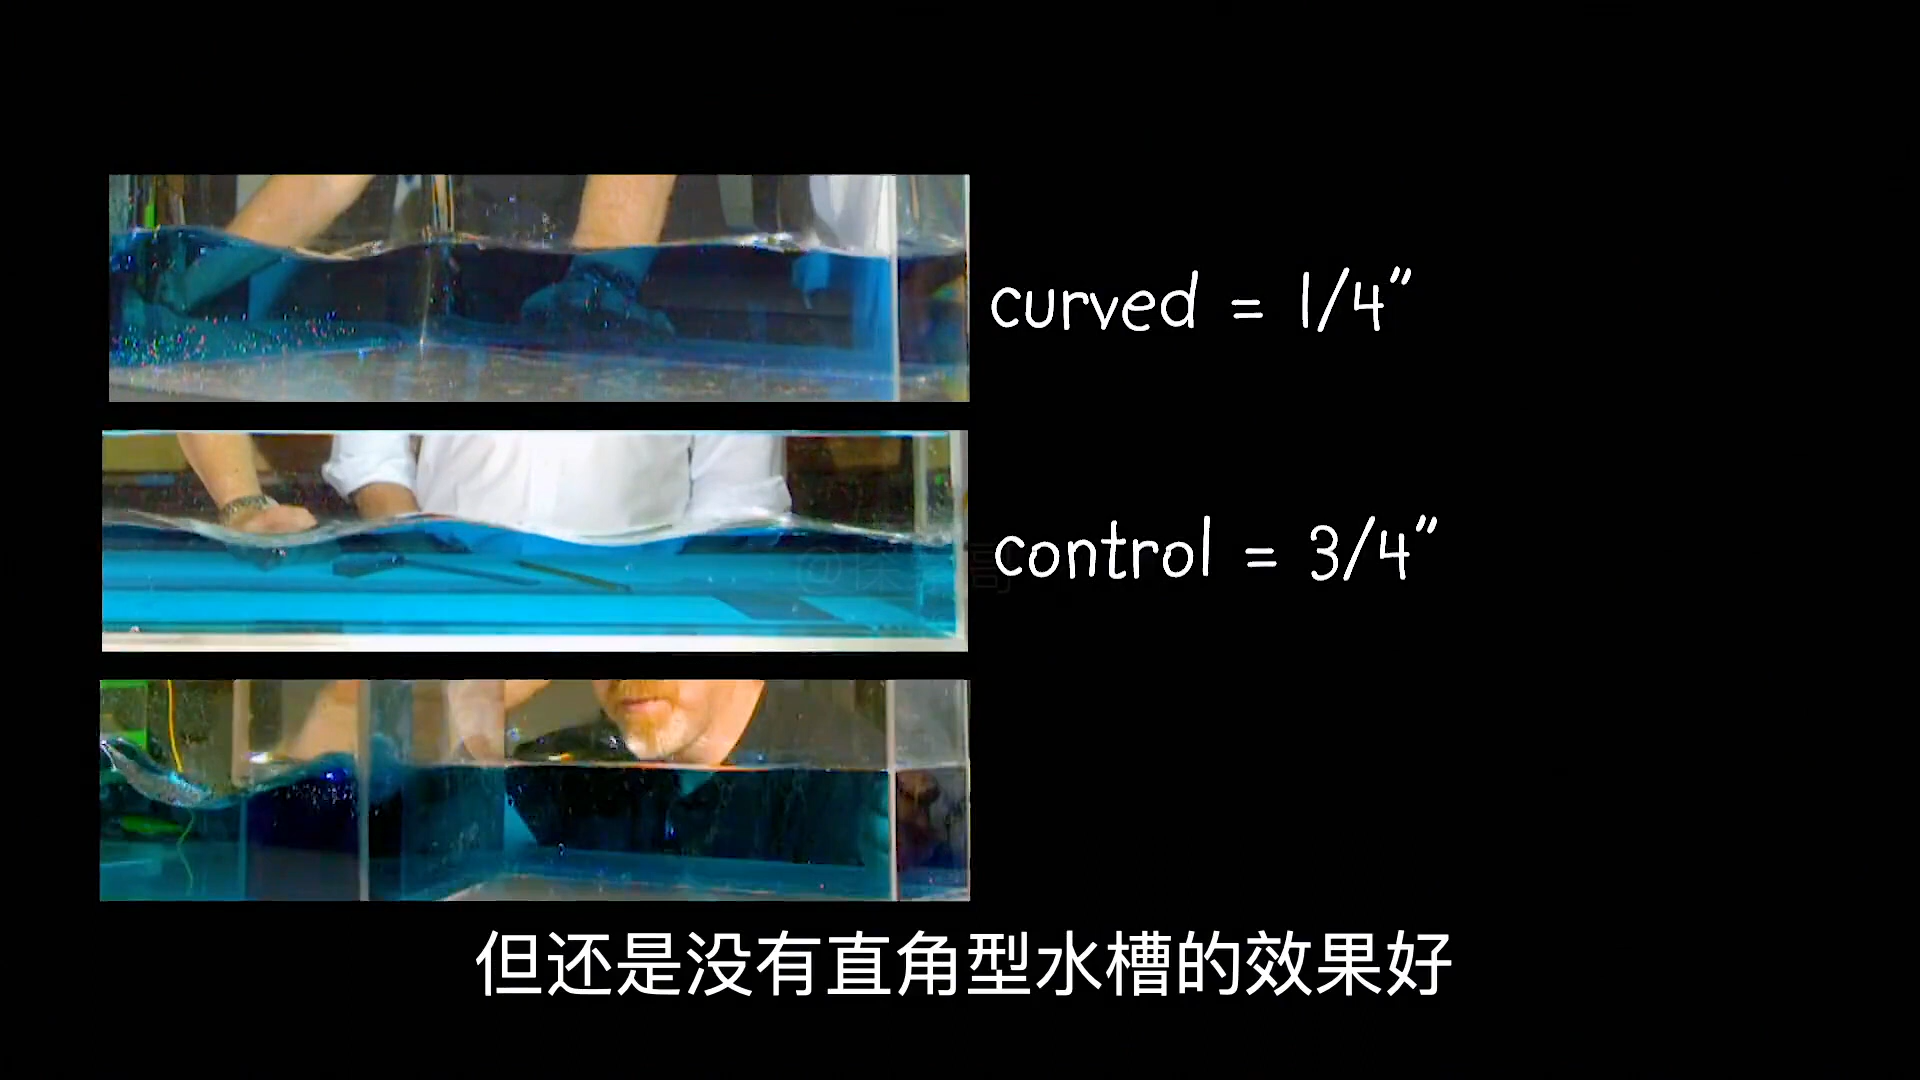 curved = 1/4"
control = 3/4"
但还是没有直角型水槽的效果好